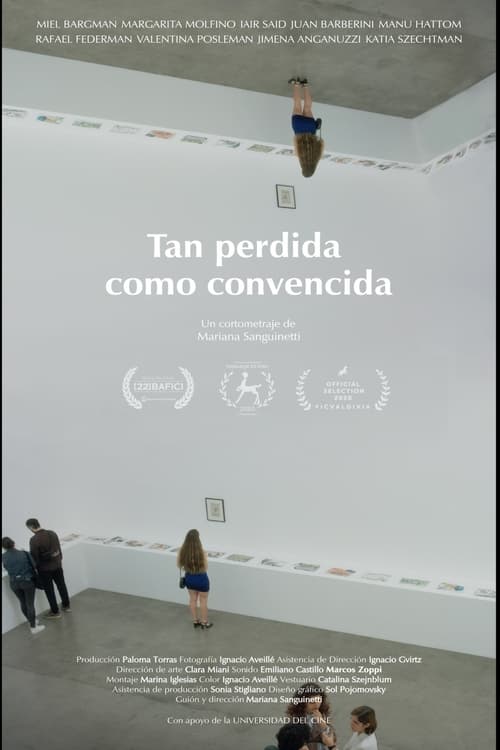 MIEL BARGMAN MARGARITA MOLFINO IAIR SAID JUAN BARBERINI MANU HATTOM
RAFAEL FEDERMAN VALENTINA POSLEMAN JIMENA ANGANUZZI KATIA SZECHTMAN
Tan perdida
como convencida
Un cortometraje de
Mariana Sanguinetti
[22]BAFICI
OFFICIAL
SELECTION
2020
FICVALDIVIA
Producción Paloma Torras Fotografía Ignacio Aveillé Asistencia de Dirección Ignacio Gvirtz
Dirección de arte Clara Miani Sonido Emiliano Castillo Marcos Zoppi
Montaje Marina Iglesias Color Ignacio Aveillé Vestuario Catalina Szejnblum
Asistencia de producción Sonia Stigliano Diseño gráfico Sol Pojomovsky
Guión y dirección Mariana Sanguinetti
Con apoyo de la UNIVERSIDAD DEL CINE